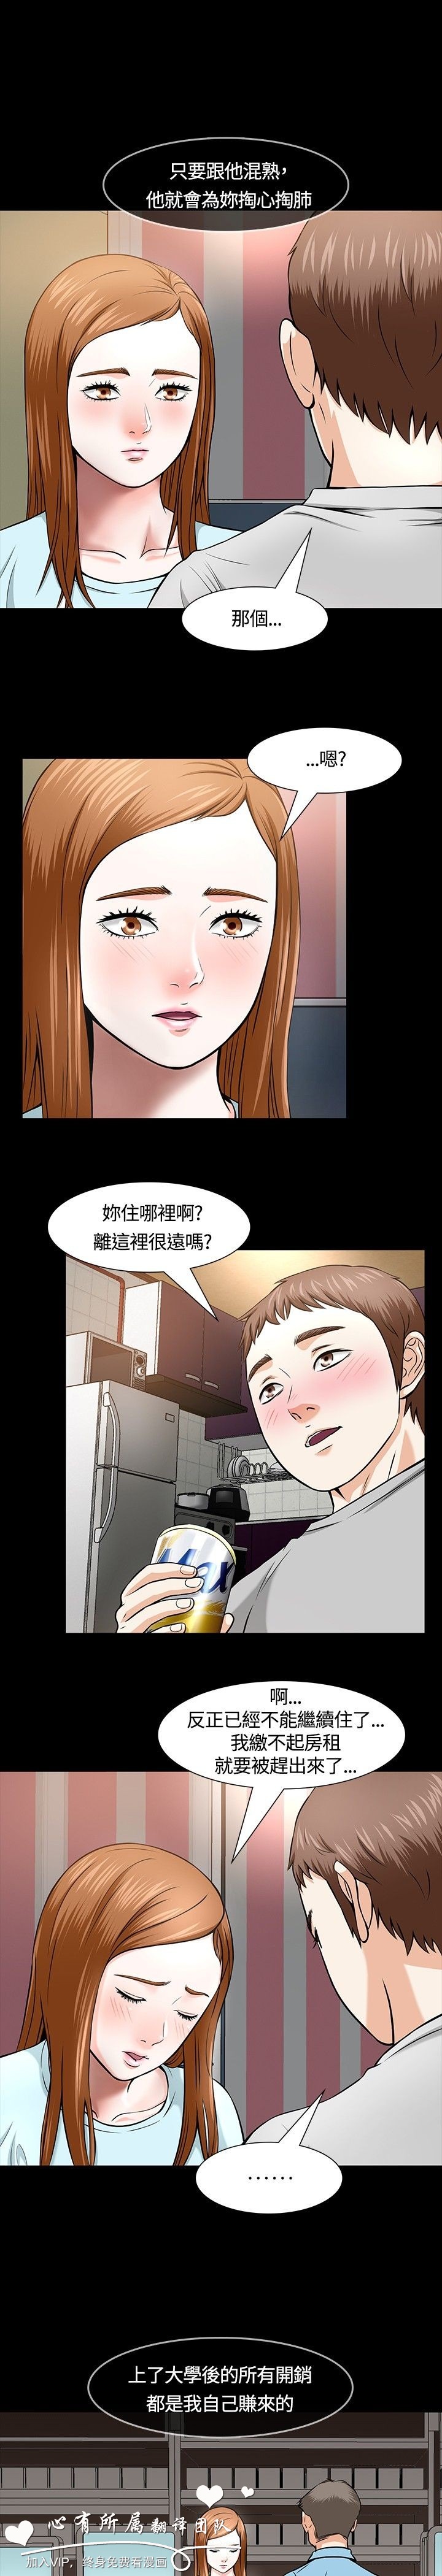 只要跟他混熟，
他就會為妳掏心掏肺
那個...
...嗯?
妳住哪裡啊?
離這裡很遠嗎?
Max
啊...
反正已經不能繼續住了...
我繳不起房租
就要被趕出來了...
......
上了大學後的所有開銷
都是我自己賺來的
心有所属翻译团队
加入VIP，终身免费看漫画